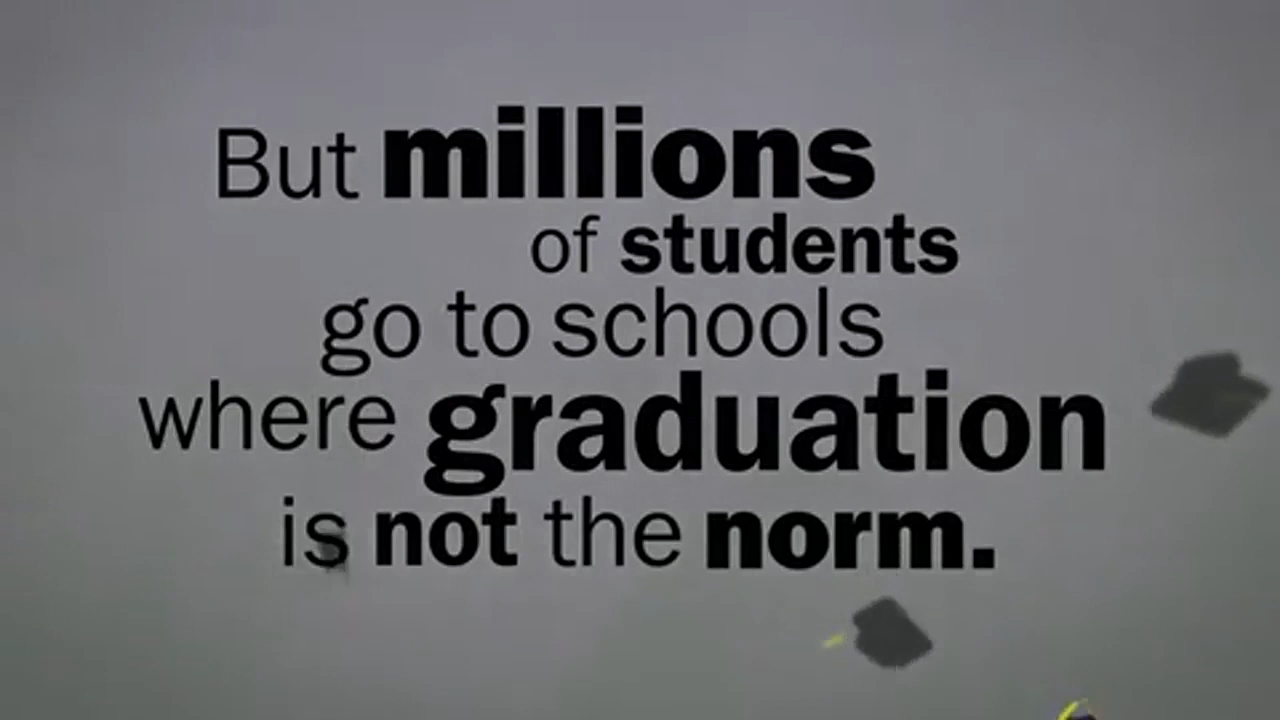 But millions
of students
go to schools
where graduation
is not the norm.